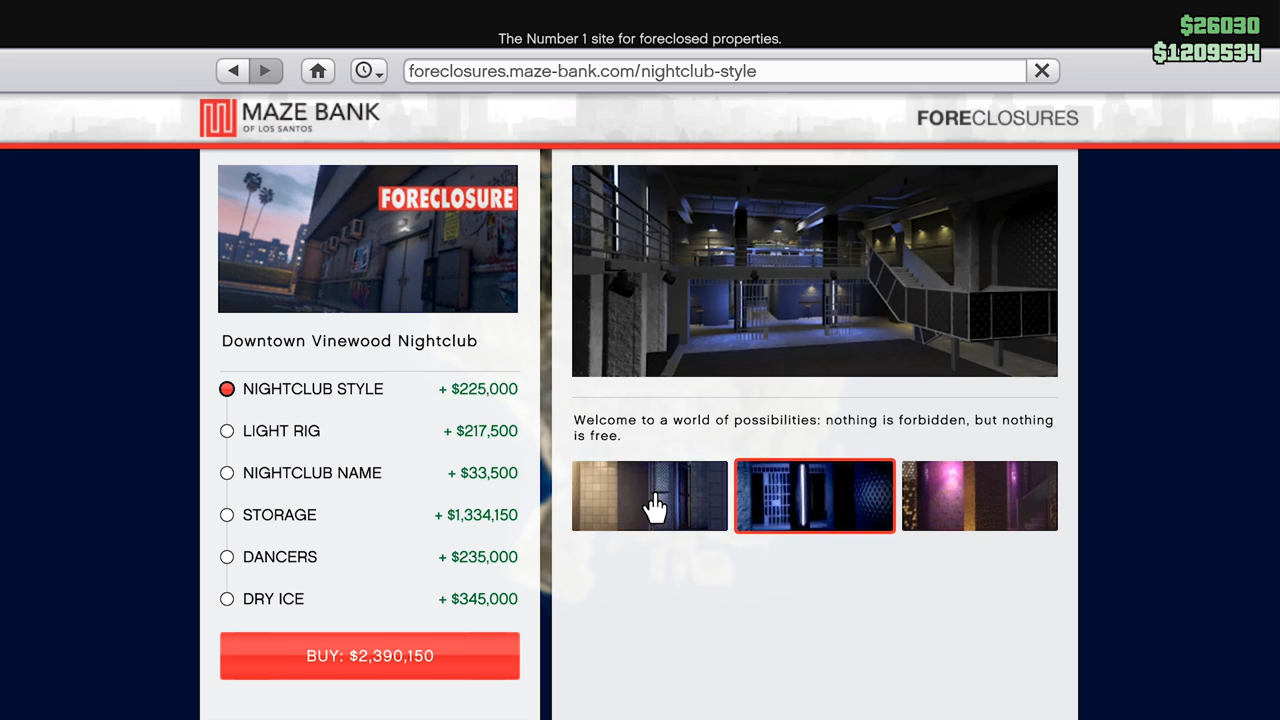 $26030
The Number 1 site for foreclosed properties.
$1209534
foreclosures.maze-bank.com/nightclub-style
MAZE BANK
OF LOS SANTOS
FORECLOSURES
FORECLOSURE
Downtown Vinewood Nightclub
NIGHTCLUB STYLE + $225,000
LIGHT RIG + $217,500
NIGHTCLUB NAME + $33,500
STORAGE + $1,334,150
DANCERS + $235,000
DRY ICE + $345,000
BUY: $2,390,150
Welcome to a world of possibilities: nothing is forbidden, but nothing
is free.